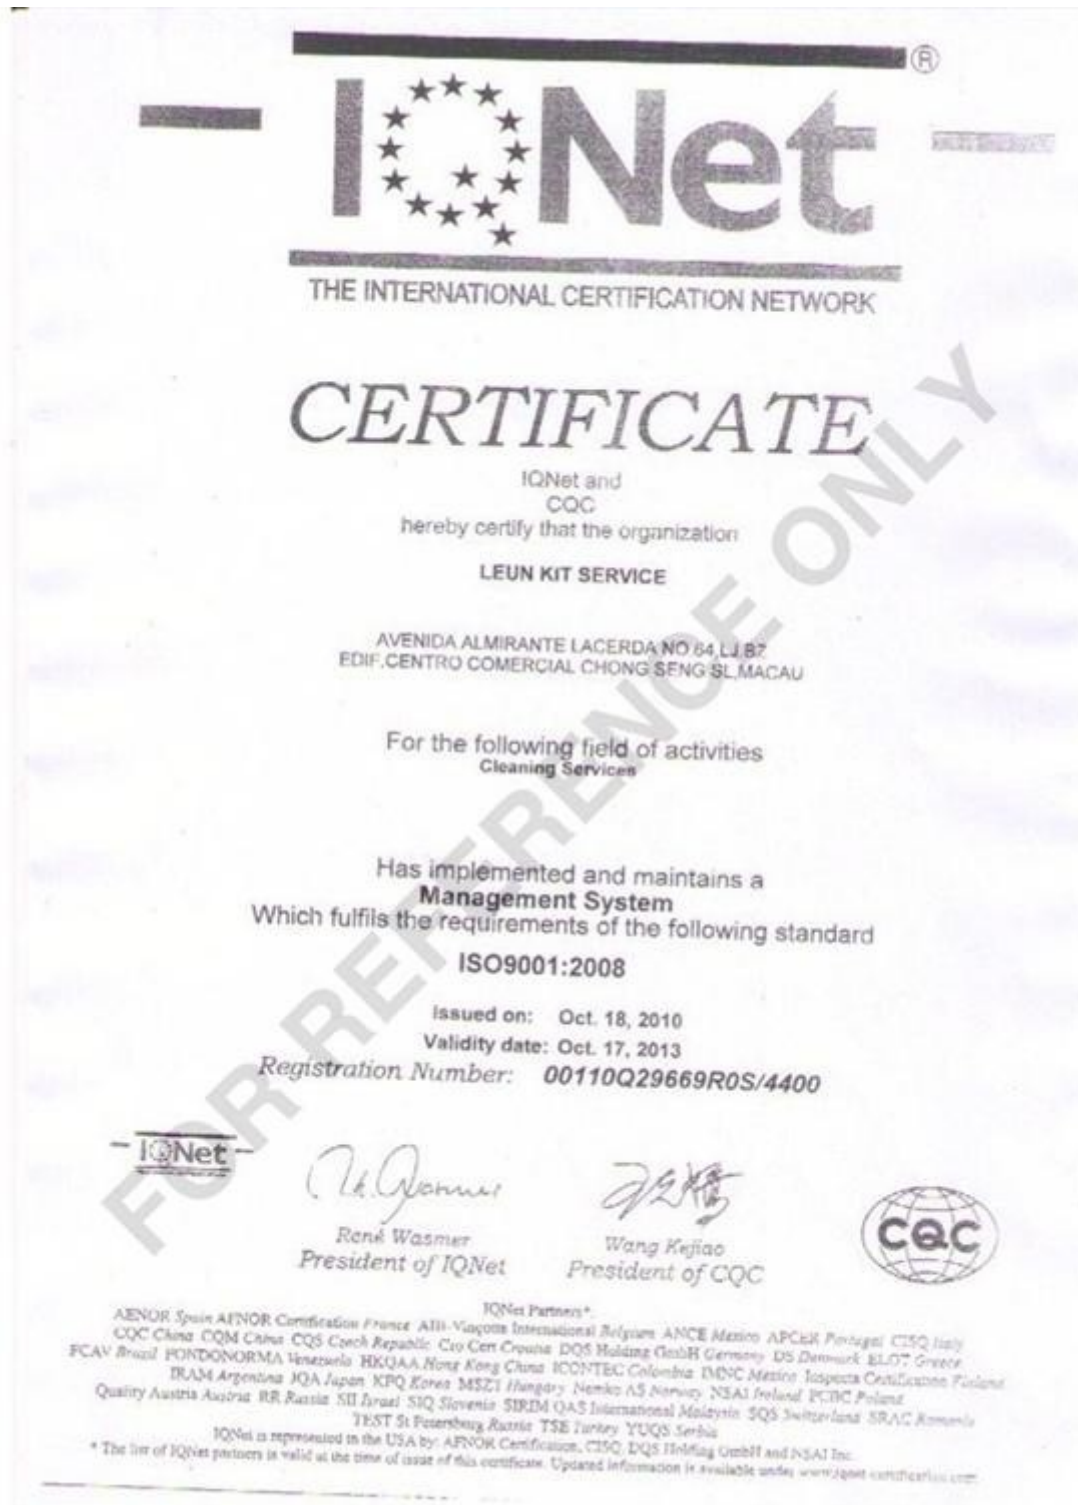 IQNet®
THE INTERNATIONAL CERTIFICATION NETWORK
CERTIFICATE
IQNet and
CQC
hereby certify that the organization
LEUN KIT SERVICE
AVENIDA ALMIRANTE LACERDA NO 64,LJ.BZ
EDIF,CENTRO COMERCIAL CHONG SENG SL,MACAU
For the following field of activities
Cleaning Services
Has implemented and maintains a
Management System
Which fulfils the requirements of the following standard
ISO9001:2008
Issued on: Oct. 18, 2010
Validity date: Oct. 17, 2013
Registration Number: 00110Q29669R0S/4400
FOR REFERENCE ONLY
IQNet
René Wasmer
President of IQNet
Wang Kejiao
President of CQC
CQC
IQNet Partners*:
AENOR Spain AFNOR Certification France AIB-Vinçotte International Belgium ANCE Mexico APCER Portugal CISQ Italy
CQC China CQM China CQS Czech Republic Cro Cert Croatia DQS Holding GmbH Germany DS Denmark ELOT Greece
FCAV Brazil FONDONORMA Venezuela HKQAA Hong Kong China ICONTEC Colombia IMNC Mexico Inspecta Certification Finland
IRAM Argentina JQA Japan KFQ Korea MSZT Hungary Nemko AS Norway NSAI Ireland PCBC Poland
Quality Austria Austria RR Russia SII Israel SIQ Slovenia SIRIM QAS International Malaysia SQS Switzerland SRAC Romania
TEST St Petersburg Russia TSE Turkey YUQS Serbia
IQNet is represented in the USA by: AFNOR Certification, CISQ, DQS Holding GmbH and NSAI Inc.
* The list of IQNet partners is valid at the time of issue of this certificate. Updated information is available under www.iqnet-certification.com